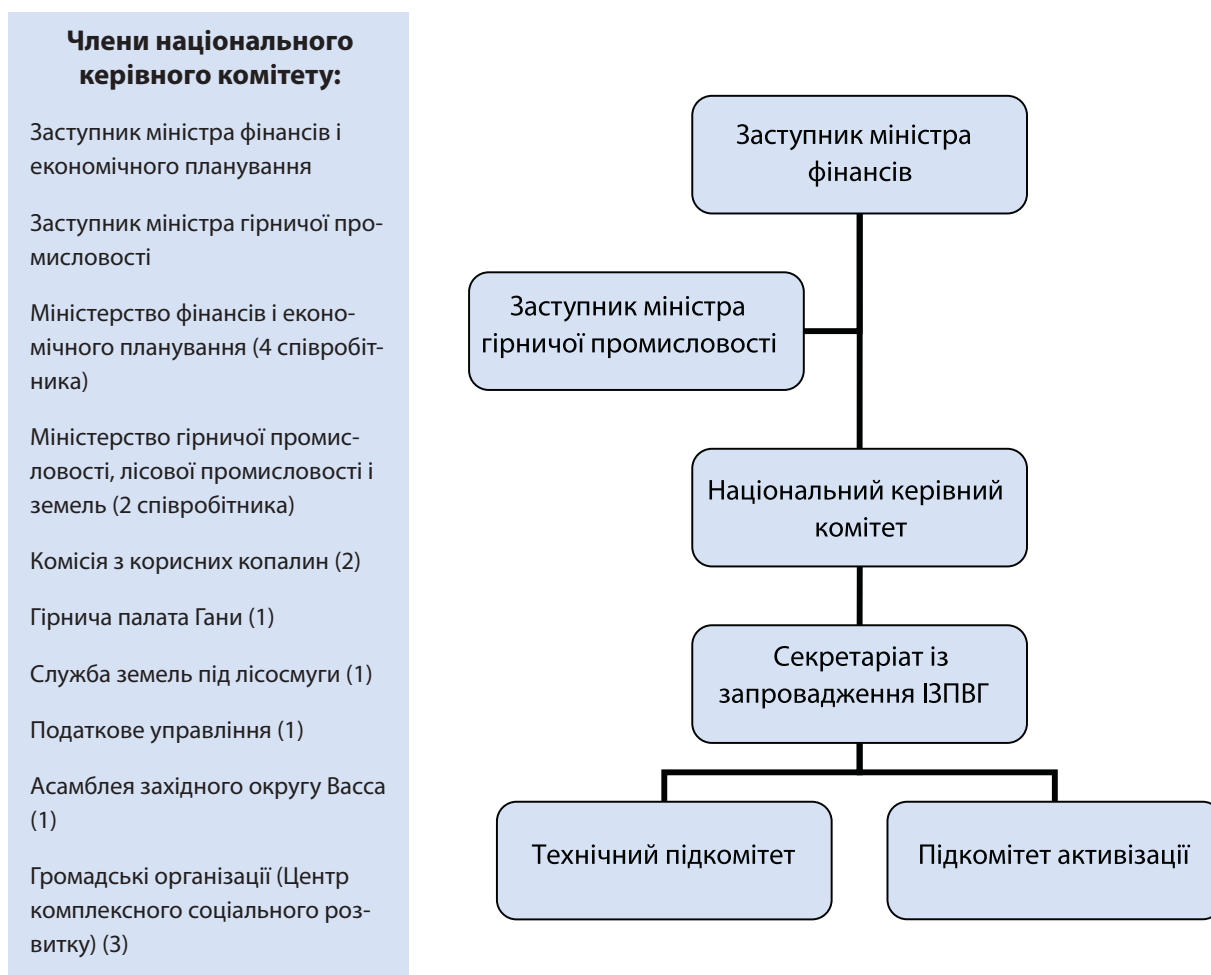 Члени національного
керівного комітету:
Заступник міністра фінансів і
економічного планування
Заступник міністра гірничої про-
мисловості
Міністерство фінансів і еконо-
мічного планування (4 співробіт-
ника)
Міністерство гірничої промис-
ловості, лісової промисловості і
земель (2 співробітника)
Комісія з корисних копалин (2)
Гірнича палата Гани (1)
Служба земель під лісосмуги (1)
Податкове управління (1)
Асамблея західного округу Васса
(1)
Громадські організації (Центр
комплексного соціального роз-
витку) (3)
Заступник міністра
фінансів
Заступник міністра
гірничої промисловості
Національний керівний
комітет
Секретаріат із
запровадження ІЗПВГ
Технічний підкомітет
Підкомітет активізації